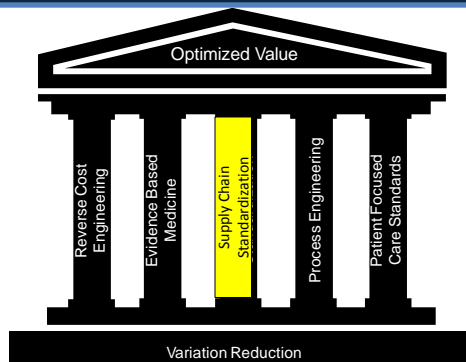 Optimized Value
Reverse Cost
Engineering
Evidence Based
Medicine
Supply Chain
Standardization
Process Engineering
Patient Focused
Care Standards
Variation Reduction